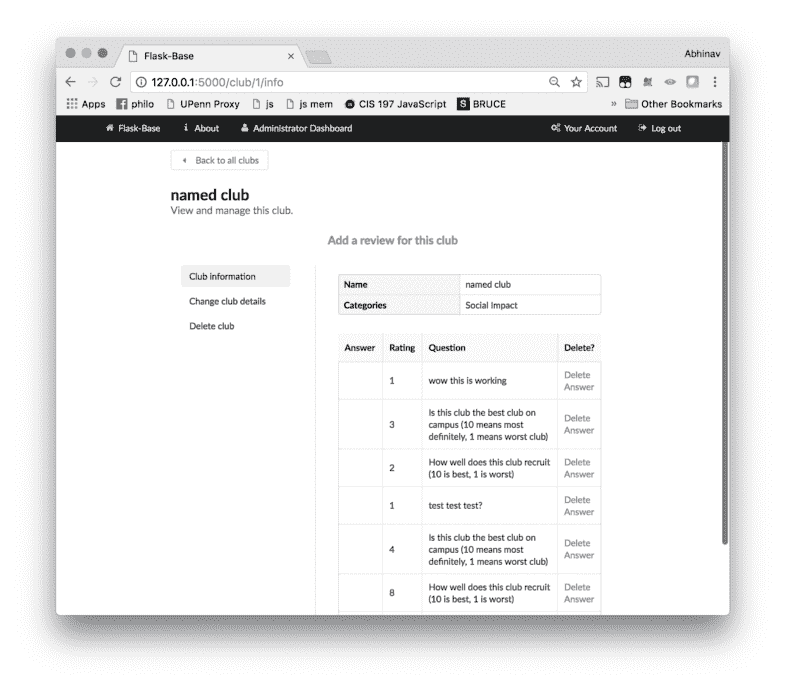 Flask-Base
Abhinav
127.0.0.1:5000/club/1/info
Apps philo UPenn Proxy js js mem CIS 197 JavaScript S BRUCE » Other Bookmarks
Flask-Base About Administrator Dashboard Your Account Log out
Back to all clubs
named club
View and manage this club.
Add a review for this club
Club information
Change club details
Delete club
Name named club
Categories Social Impact
Answer Rating Question Delete?
1 wow this is working Delete
Answer
3 Is this club the best club on
campus (10 means most
definitely, 1 means worst club)
Delete
Answer
2 How well does this club recruit
(10 is best, 1 is worst)
Delete
Answer
1 test test test? Delete
Answer
4 Is this club the best club on
campus (10 means most
definitely, 1 means worst club)
Delete
Answer
8 How well does this club recruit
(10 is best, 1 is worst)
Delete
Answer